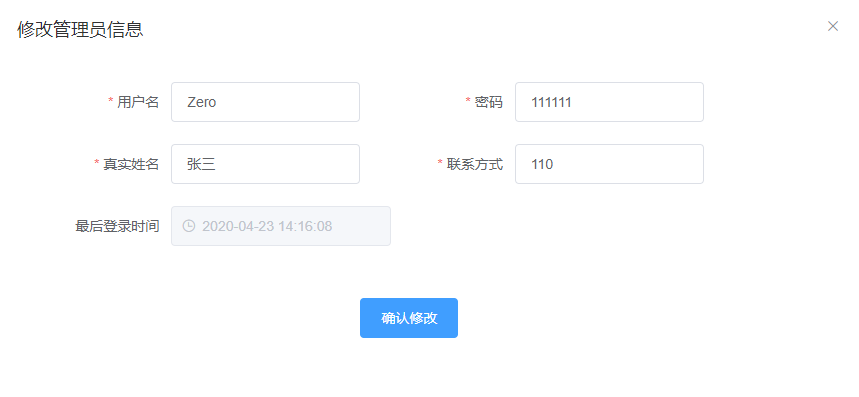 修改管理员信息
* 用户名 Zero * 密码 111111
* 真实姓名 张三 * 联系方式 110
最后登录时间 2020-04-23 14:16:08
确认修改